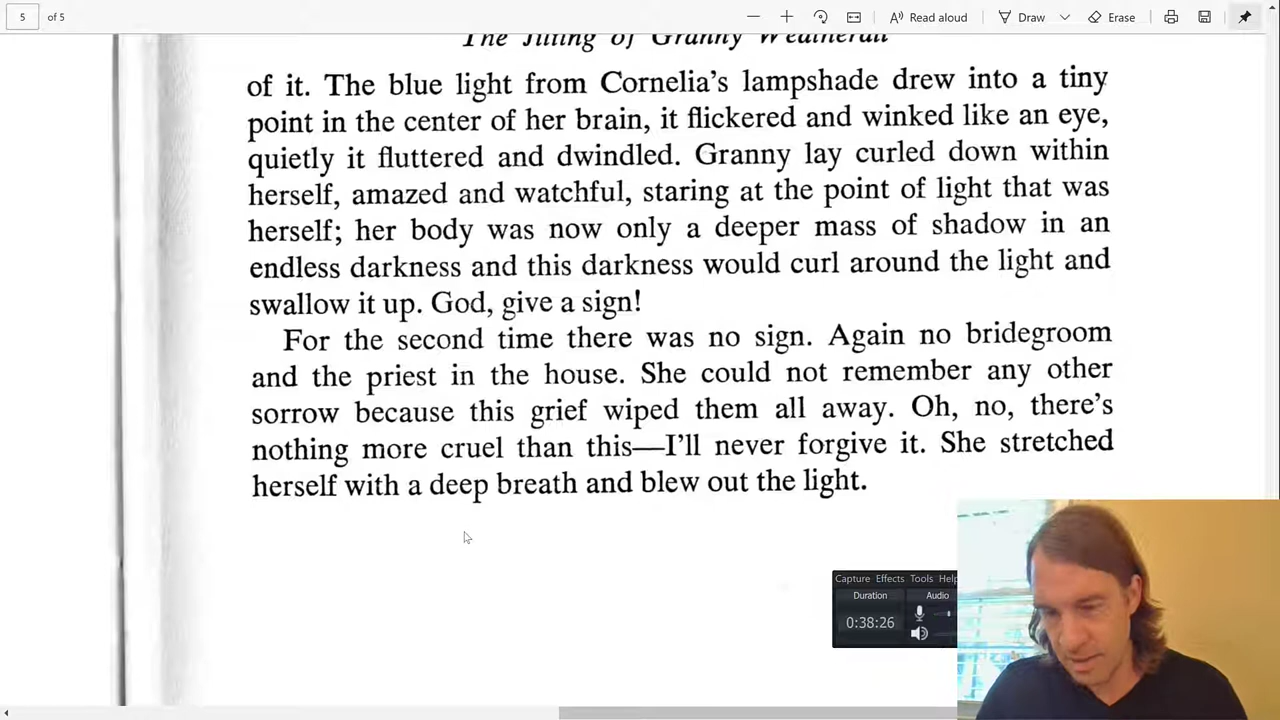 5 of 5 Read aloud Draw Erase
The Jilting of Granny Weatherall
of it. The blue light from Cornelia's lampshade drew into a tiny
point in the center of her brain, it flickered and winked like an eye,
quietly it fluttered and dwindled. Granny lay curled down within
herself, amazed and watchful, staring at the point of light that was
herself; her body was now only a deeper mass of shadow in an
endless darkness and this darkness would curl around the light and
swallow it up. God, give a sign!
For the second time there was no sign. Again no bridegroom
and the priest in the house. She could not remember any other
sorrow because this grief wiped them all away. Oh, no, there's
nothing more cruel than this—I'll never forgive it. She stretched
herself with a deep breath and blew out the light.
Capture Effects Tools Help
Duration Audio
0:38:26